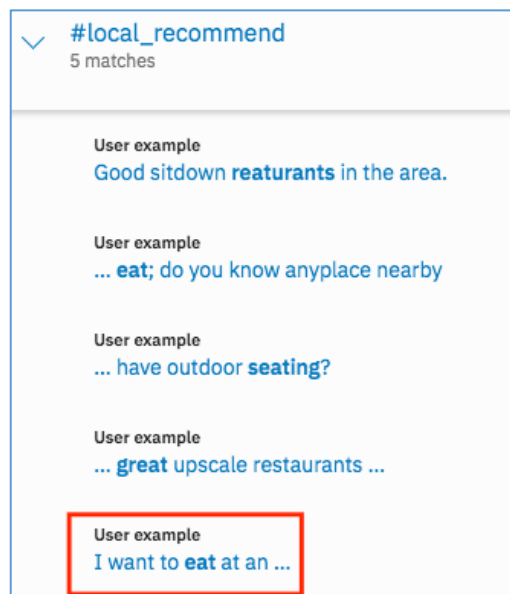 #local_recommend
5 matches
User example
Good sitdown reaturants in the area.
User example
... eat; do you know anyplace nearby
User example
... have outdoor seating?
User example
... great upscale restaurants ...
User example
I want to eat at an ...